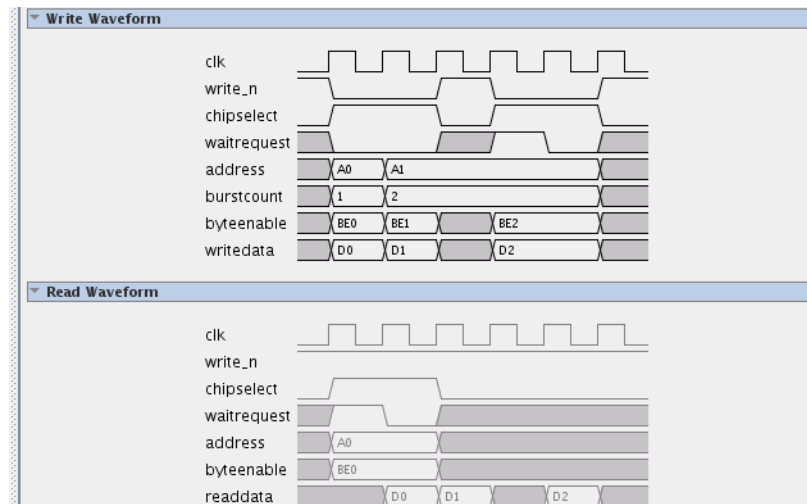 Write Waveform
clk
write_n
chipselect
waitrequest
address A0 A1
burstcount 1 2
byteenable BE0 BE1 BE2
writedata D0 D1 D2
Read Waveform
clk
write_n
chipselect
waitrequest
address A0
byteenable BE0
readdata D0 D1 D2